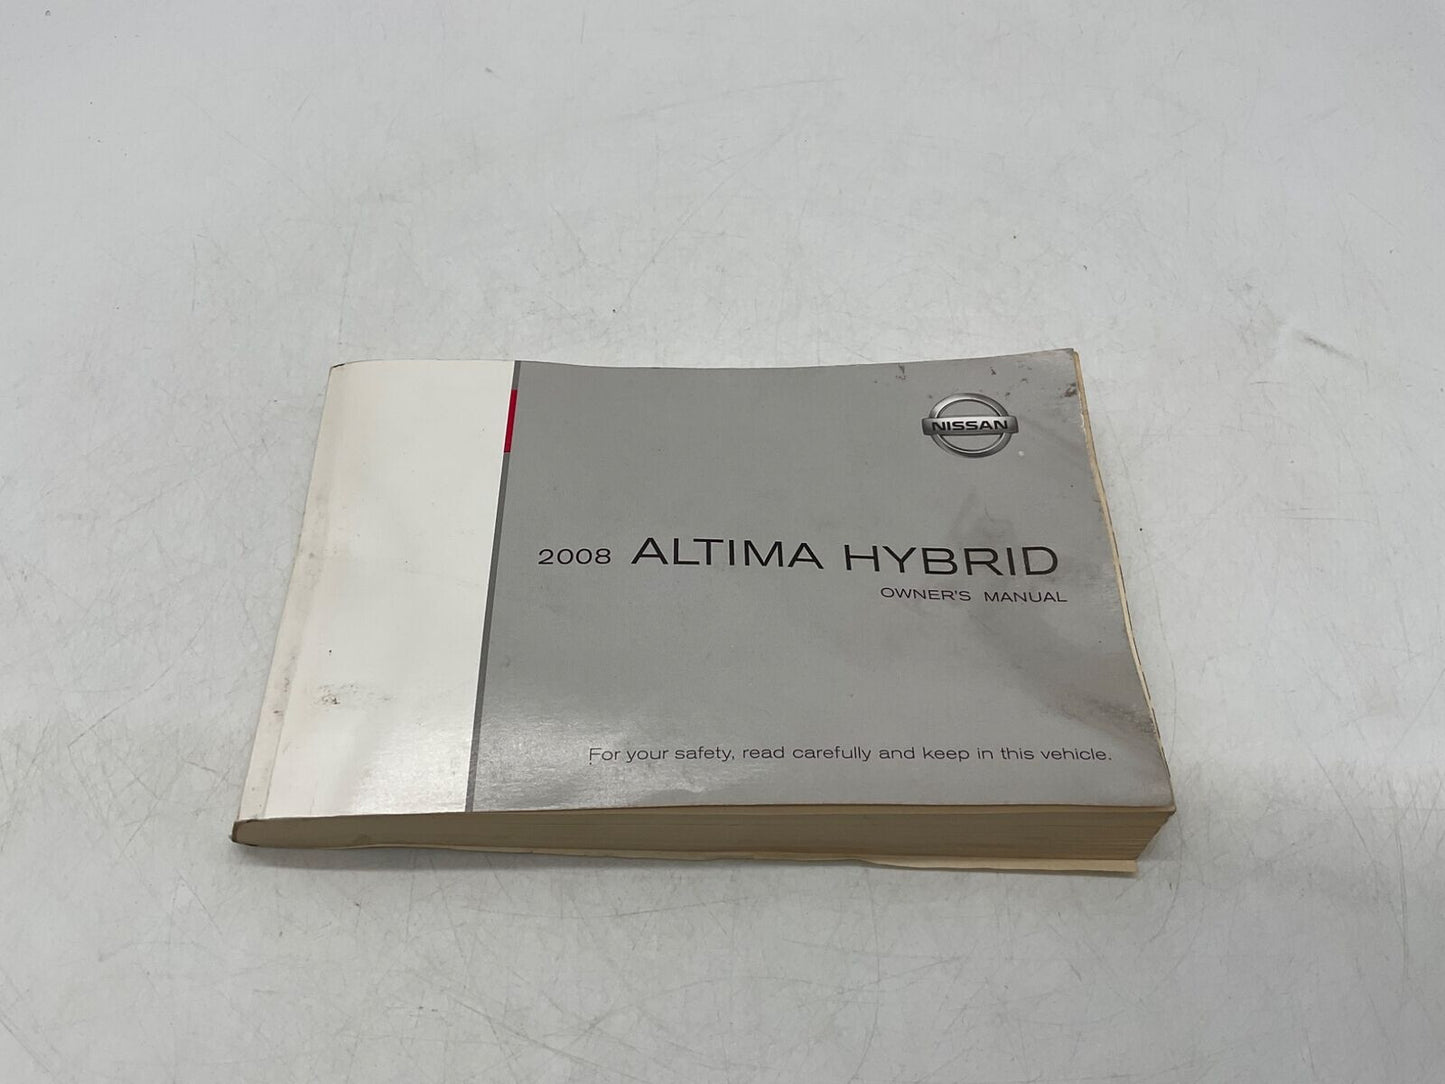 NISSAN
2008 ALTIMA HYBRID
OWNER'S MANUAL
For your safety, read carefully and keep in this vehicle.